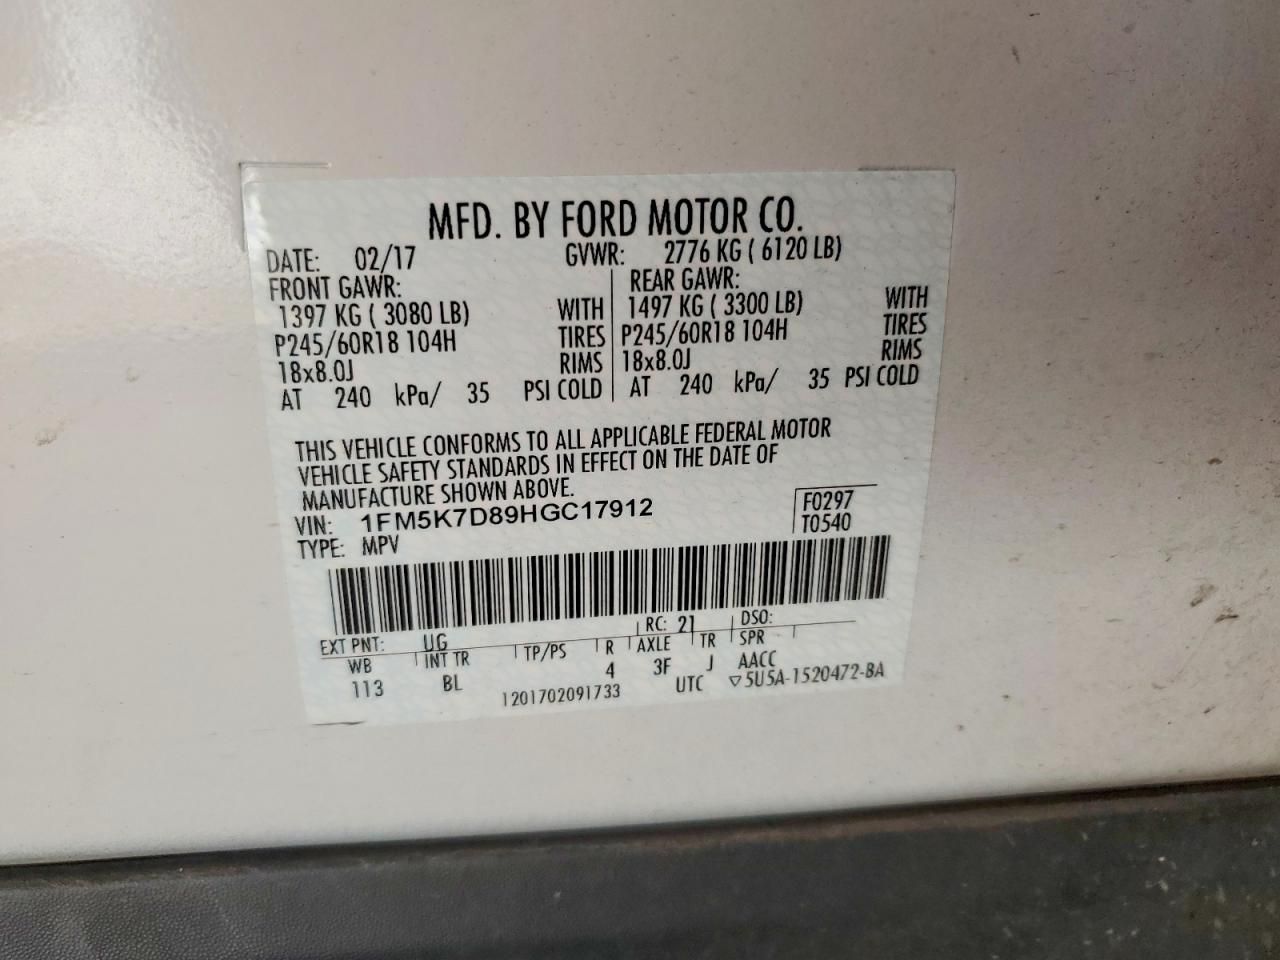 MFD. BY FORD MOTOR CO.
DATE: 02/17 GVWR: 2776 KG ( 6120 LB)
FRONT GAWR: REAR GAWR:
1397 KG ( 3080 LB) WITH 1497 KG ( 3300 LB) WITH
P245/60R18 104H TIRES P245/60R18 104H TIRES
18x8.0J RIMS 18x8.0J RIMS
AT 240 kPa/ 35 PSI COLD AT 240 kPa/ 35 PSI COLD
THIS VEHICLE CONFORMS TO ALL APPLICABLE FEDERAL MOTOR
VEHICLE SAFETY STANDARDS IN EFFECT ON THE DATE OF
MANUFACTURE SHOWN ABOVE.
VIN: 1FM5K7D89HGC17912 F0297
TYPE: MPV T0540
EXT PNT: UG RC: 21 DSO:
WB INT TR TP/PS R AXLE TR SPR
113 BL 4 3F J AACC
1201702091733 UTC ▽5U5A-1520472-BA